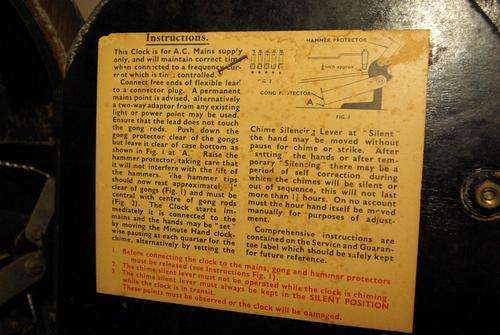 Instructions.
This Clock is for A.C. Mains supply
only, and will maintain correct time
when connected to a frequency cur-
rent which is time controlled.
Connect free ends of flexible lead
to a connector plug. A permanent
mains point is advised, alternatively
a two-way adaptor from any existing
light or power point may be used.
Ensure that the lead does not touch
the gong rods. Push down the
gong protector clear of the gongs
but leave it clear of case bottom as
shown in Fig. 1 at "A". Raise the
hammer protector, taking care that
it will not interfere with the lift of
the hammers. The hammer tips
should now rest approximately,
clear of gongs (Fig. 1) and must be
central with centre of gong rods
(Fig. 2). The Clock starts im-
mediately it is connected to the
mains and the hands may be "set"
by moving the Minute Hand clock-
wise pausing at each quarter for the
chime, alternatively by setting the
HAMMER PROTECTOR
inch approx
GONG PROTECTOR
A
FIG. 1
Chime Silencing Lever at "Silent"
the hand may be moved without
pause for chime or strike. After
setting the hands or after tem-
porary "Silencing" there may be a
period of self correction during
which the chimes will be silent or
out of sequence, this will not last
more than 1½ hours. On no account
must the hour hand itself be moved
manually for purposes of adjust-
ment.
Comprehensive instructions are
contained on the Service and Guaran-
tee label which should be safely kept
for future reference.
1. Before connecting the clock to the mains, gong and hammer protectors
must be released (see Instructions Fig. 1).
2. The chime/silent lever must not be operated while the clock is chiming.
3. The chime/silent lever must always be kept in the SILENT POSITION
while the clock is in transit.
These points must be observed or the clock will be damaged.